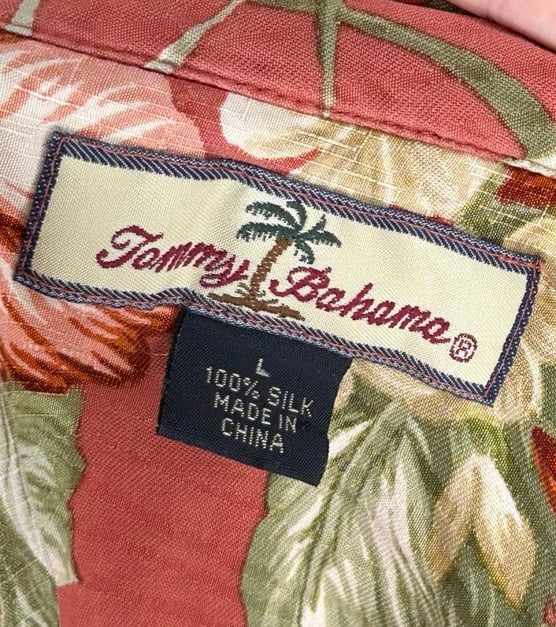 Tommy Bahama®
L
100% SILK
MADE IN
CHINA